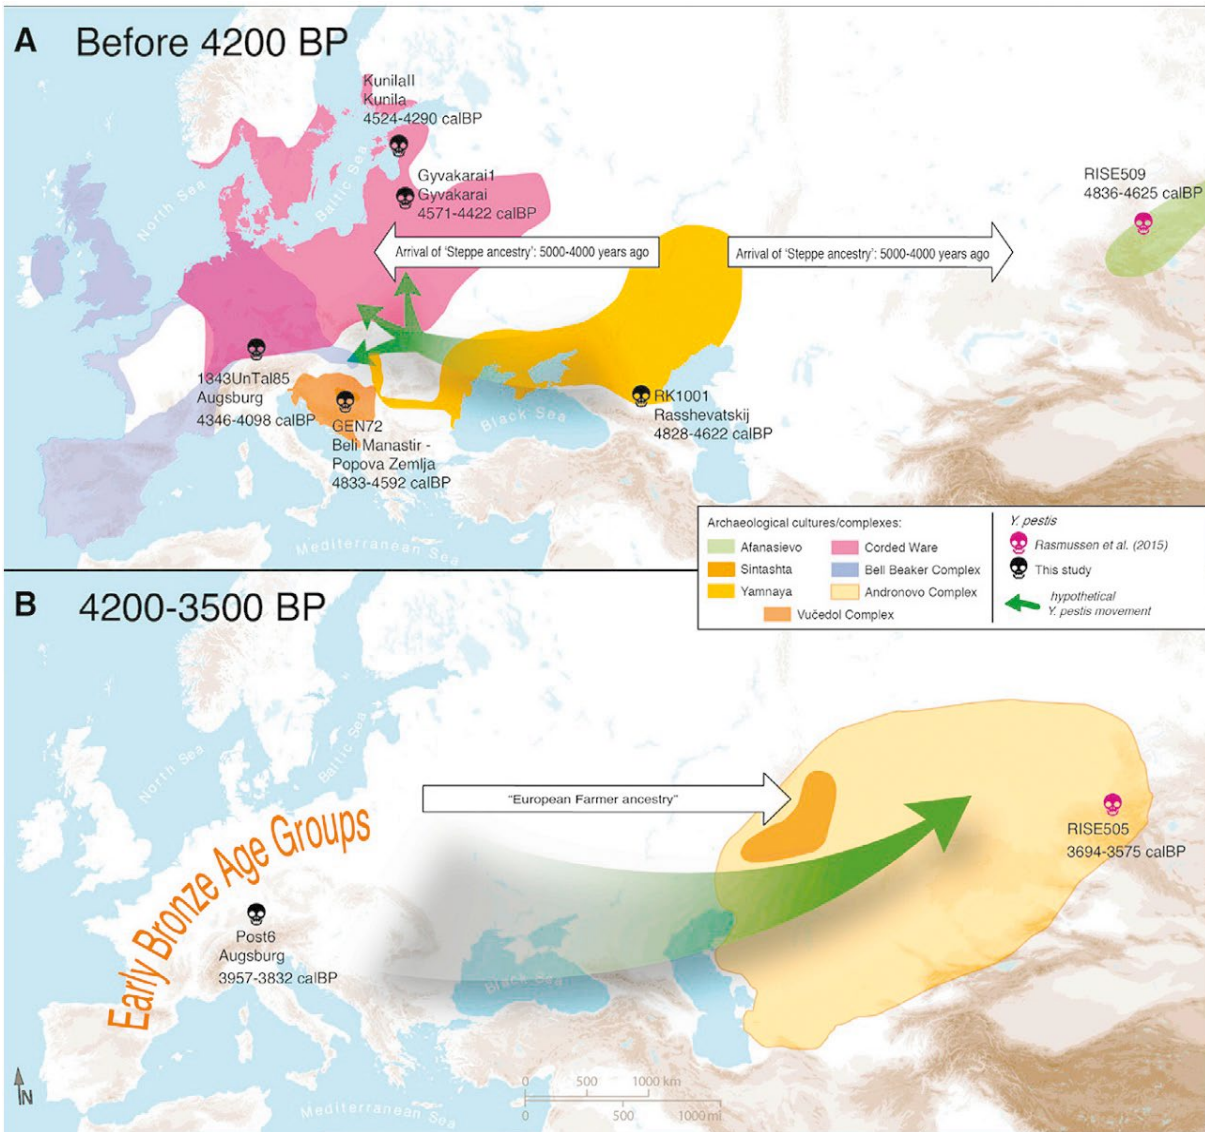 A Before 4200 BP
KunilaII
Kunila
4524-4290 calBP
North Sea
Baltic Sea
Gyvakarai1
Gyvakarai
4571-4422 calBP
RISE509
4836-4625 calBP
Arrival of 'Steppe ancestry': 5000-4000 years ago
Arrival of 'Steppe ancestry': 5000-4000 years ago
1343UnTal85
Augsburg
4346-4098 calBP
GEN72
Beli Manastir -
Popova Zemlja
4833-4592 calBP
Black Sea
RK1001
Rasshevatskij
4828-4622 calBP
Mediterranean Sea
Archaeological cultures/complexes:
Afanasievo
Sintashta
Yamnaya
Corded Ware
Bell Beaker Complex
Andronovo Complex
Vučedol Complex
Y. pestis
Rasmussen et al. (2015)
This study
hypothetical
Y. pestis movement
B 4200-3500 BP
North Sea
Baltic Sea
"European Farmer ancestry"
Early Bronze Age Groups
RISE505
3694-3575 calBP
Post6
Augsburg
3957-3832 calBP
Black Sea
N
0 500 1000 km
0 500 1000 mi
Mediterranean Sea